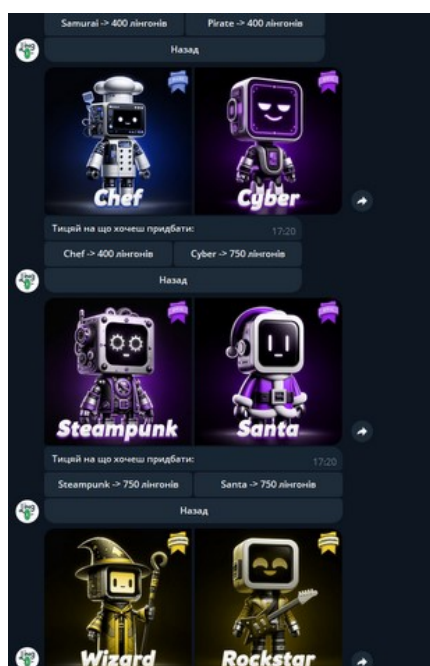 Samurai -> 400 лінгонів
Pirate -> 400 лінгонів
Назад
Chef
Cyber
Тицяй на що хочеш придбати:
17:20
Chef -> 400 лінгонів
Cyber -> 750 лінгонів
Назад
Steampunk
Santa
Тицяй на що хочеш придбати:
17:20
Steampunk -> 750 лінгонів
Santa -> 750 лінгонів
Назад
Wizard
Rockstar